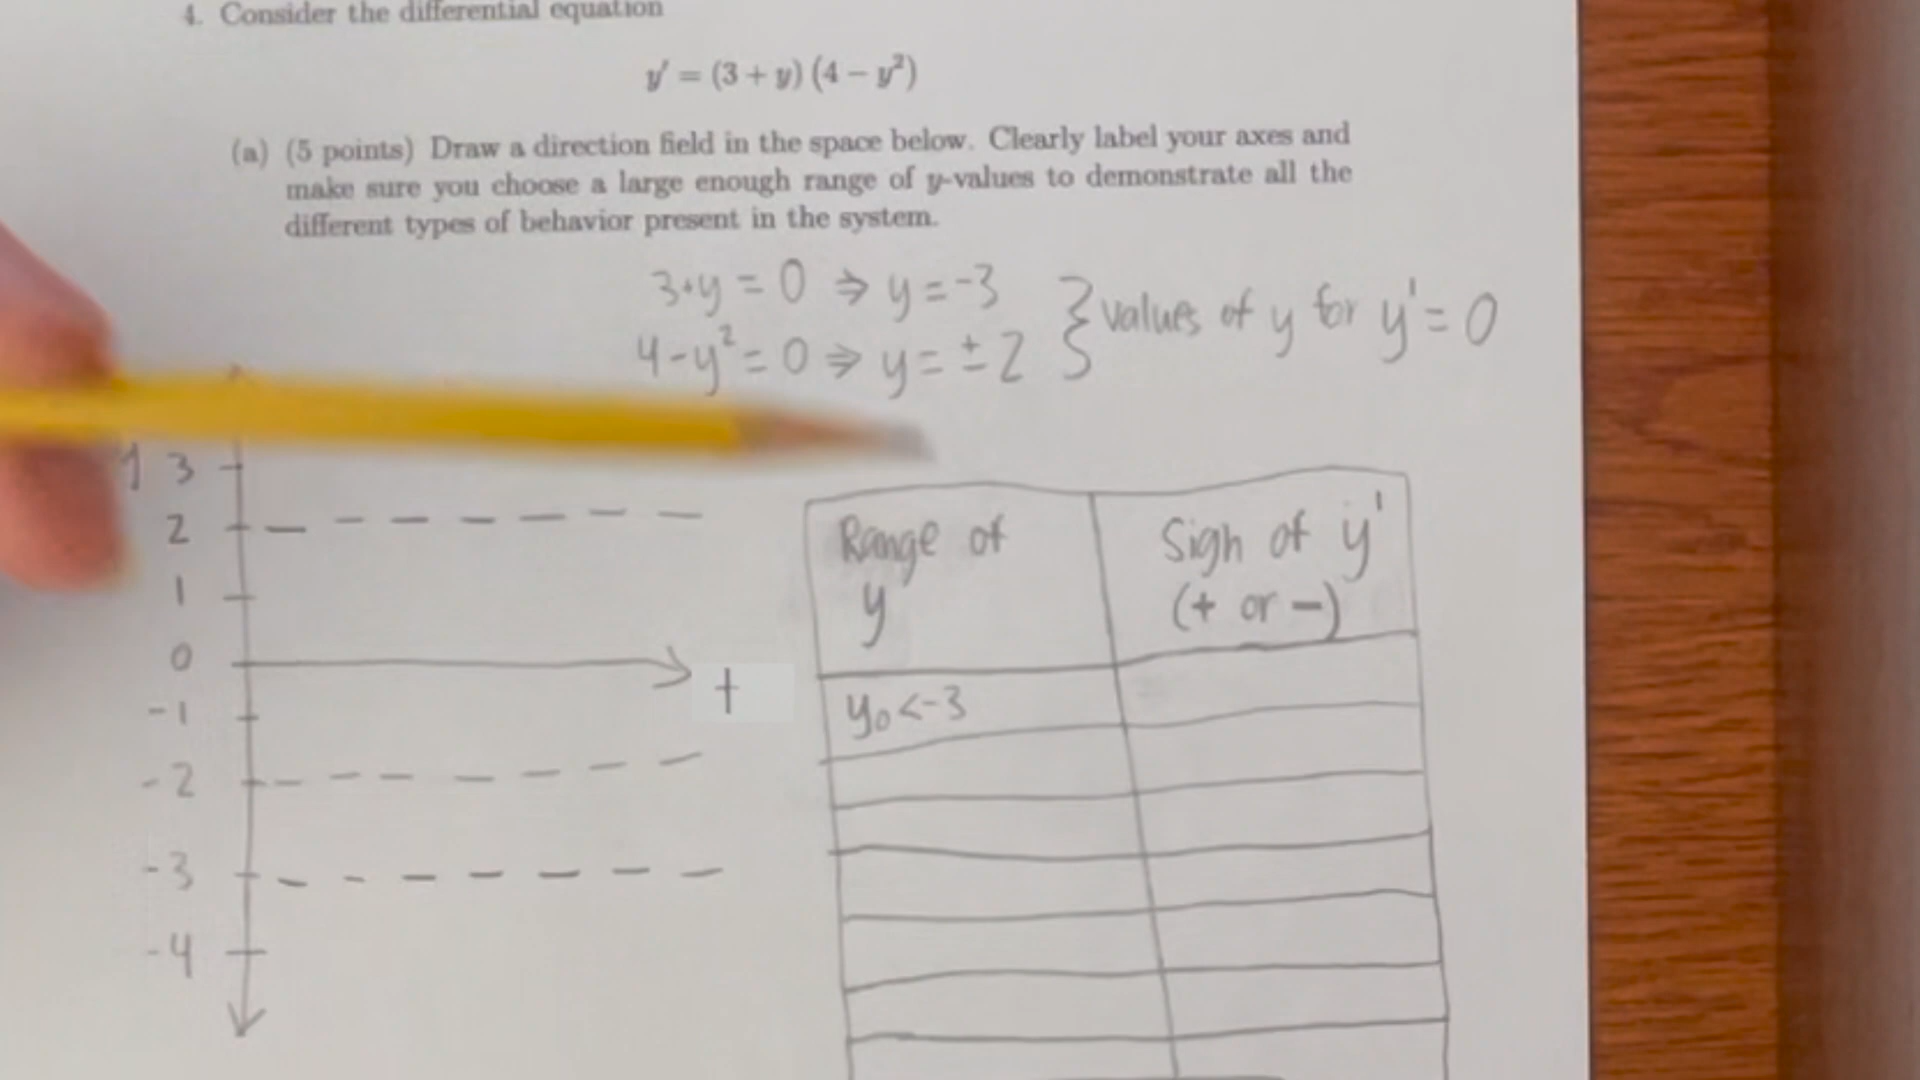 4. Consider the differential equation
y′ = (3 + y) (4 − y²)
(a) (5 points) Draw a direction field in the space below. Clearly label your axes and
make sure you choose a large enough range of y-values to demonstrate all the
different types of behavior present in the system.
3+y = 0 ⇒ y = -3
4-y² = 0 ⇒ y = ±2
} values of y for y' = 0
3
2
1
0
-1
-2
-3
-4
t
Range of
y
Sigh of y'
(+ or −)
y₀ < -3